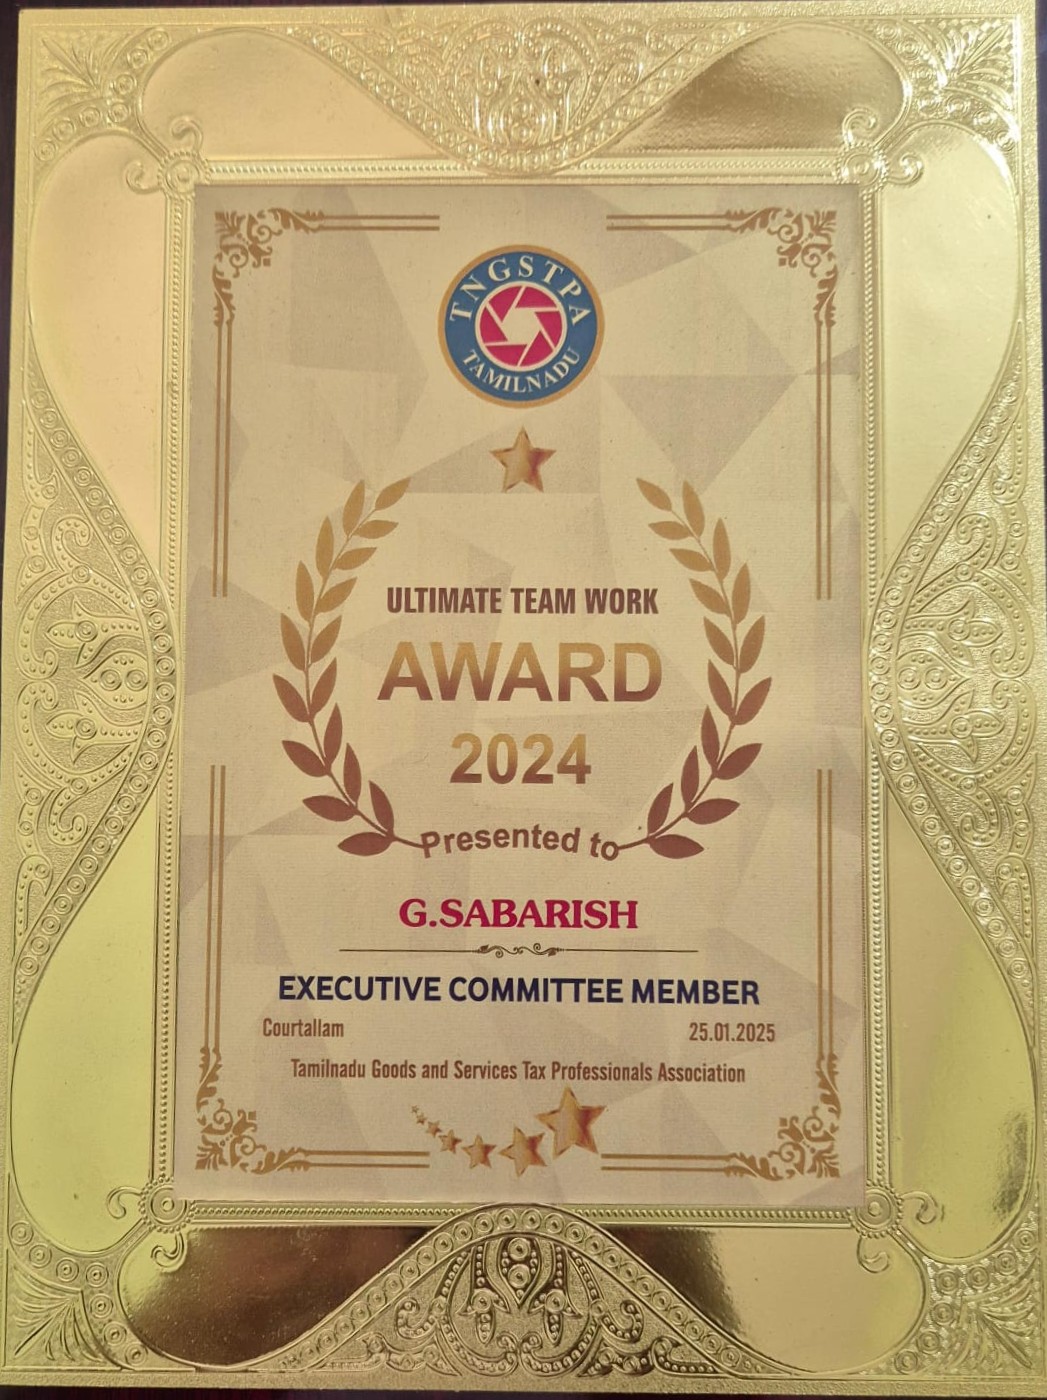 TNGSTPA
TAMILNADU
ULTIMATE TEAM WORK
AWARD
2024
Presented to
G.SABARISH
EXECUTIVE COMMITTEE MEMBER
Courtallam 25.01.2025
Tamilnadu Goods and Services Tax Professionals Association